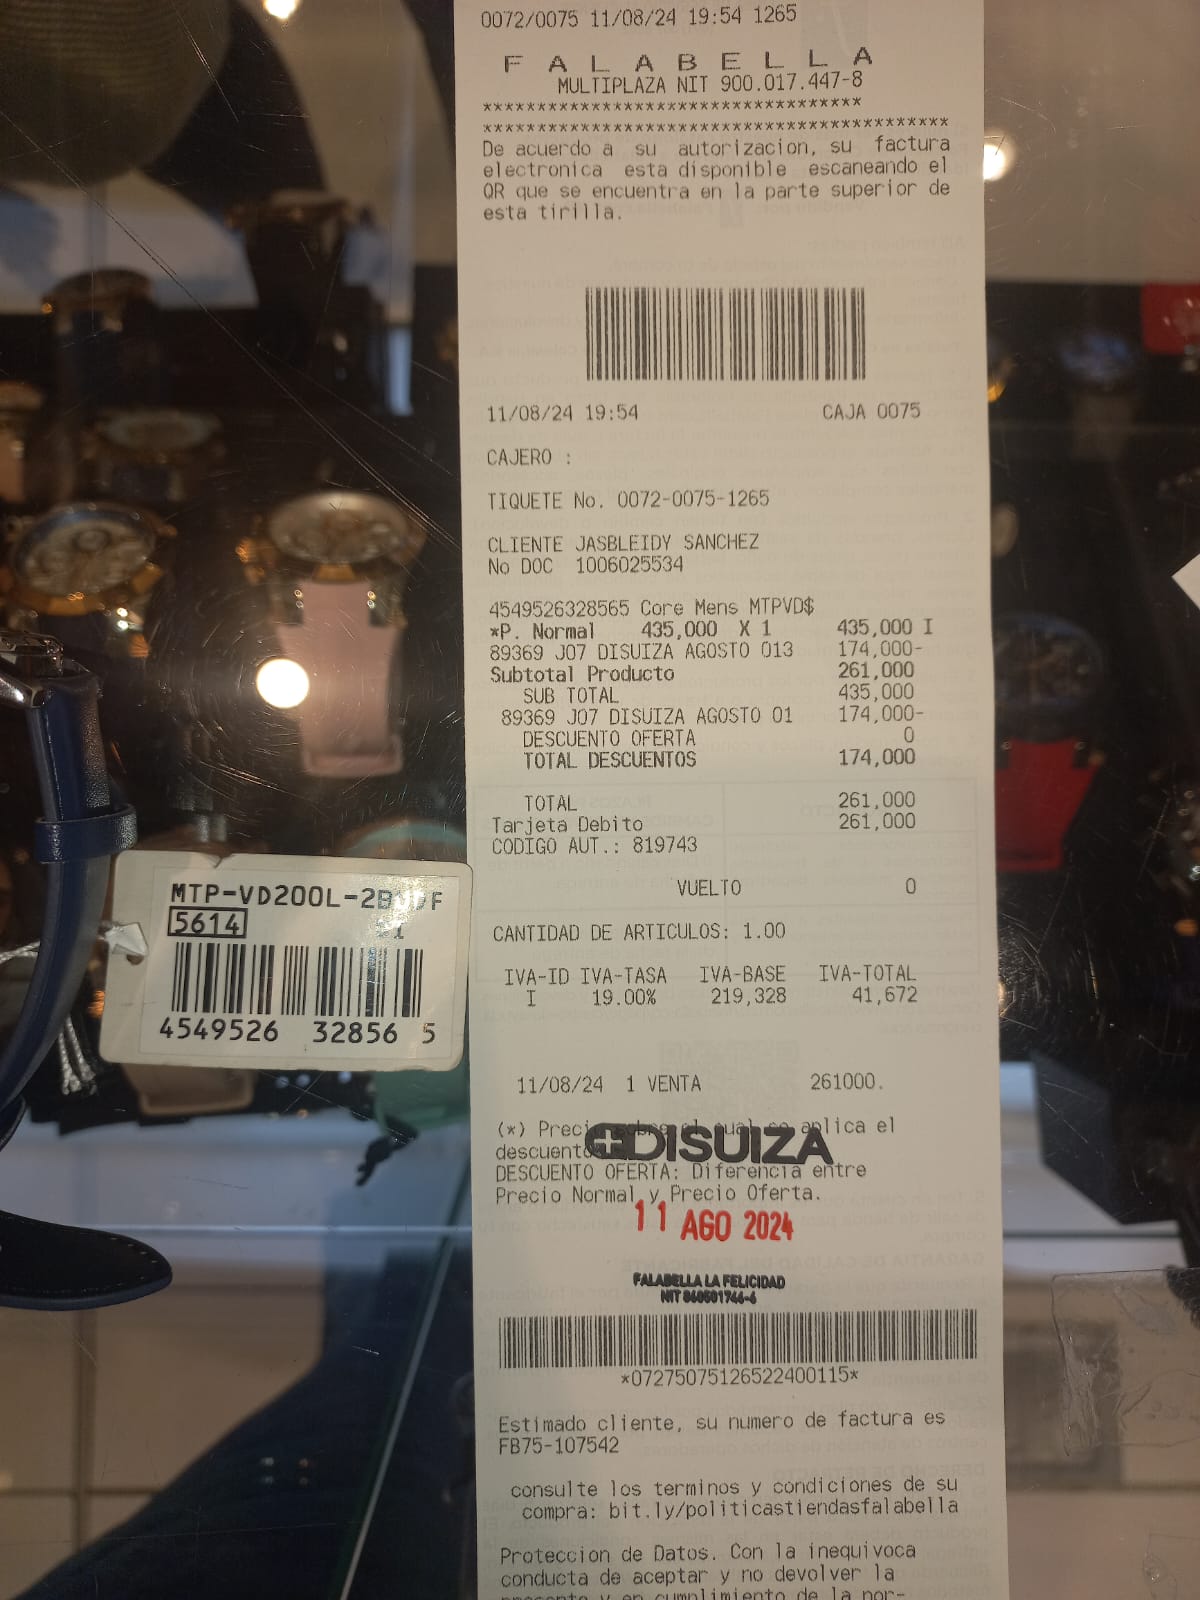 0072/0075 11/08/24 19:54 1265
F A L A B E L L A
MULTIPLAZA NIT 900.017.447-8
***********************************
*******************************************
De acuerdo a su autorizacion, su factura
electronica esta disponible escaneando el
QR que se encuentra en la parte superior de
esta tirilla.
11/08/24 19:54 CAJA 0075
CAJERO :
TIQUETE No. 0072-0075-1265
CLIENTE JASBLEIDY SANCHEZ
No DOC 1006025534
4549526328565 Core Mens MTPVD$
*P. Normal 435,000 X 1 435,000 I
89369 J07 DISUIZA AGOSTO 013 174,000-
Subtotal Producto 261,000
SUB TOTAL 435,000
89369 J07 DISUIZA AGOSTO 01 174,000-
DESCUENTO OFERTA 0
TOTAL DESCUENTOS 174,000
TOTAL 261,000
Tarjeta Debito 261,000
CODIGO AUT.: 819743
VUELTO 0
CANTIDAD DE ARTICULOS: 1.00
IVA-ID IVA-TASA IVA-BASE IVA-TOTAL
I 19.00% 219,328 41,672
11/08/24 1 VENTA 261000.
(*) Precio sobre el cual se aplica el
descuento
DISUIZA
DESCUENTO OFERTA: Diferencia entre
Precio Normal y Precio Oferta.
11 AGO 2024
FALABELLA LA FELICIDAD
NIT 860501746-6
*07275075126522400115*
Estimado cliente, su numero de factura es
FB75-107542
consulte los terminos y condiciones de su
compra: bit.ly/politicastiendasfalabella
Proteccion de Datos. Con la inequivoca
conducta de aceptar y no devolver la
presente y en cumplimiento de la nor-
MTP-VD200L-2B
5614
4549526 32856 5